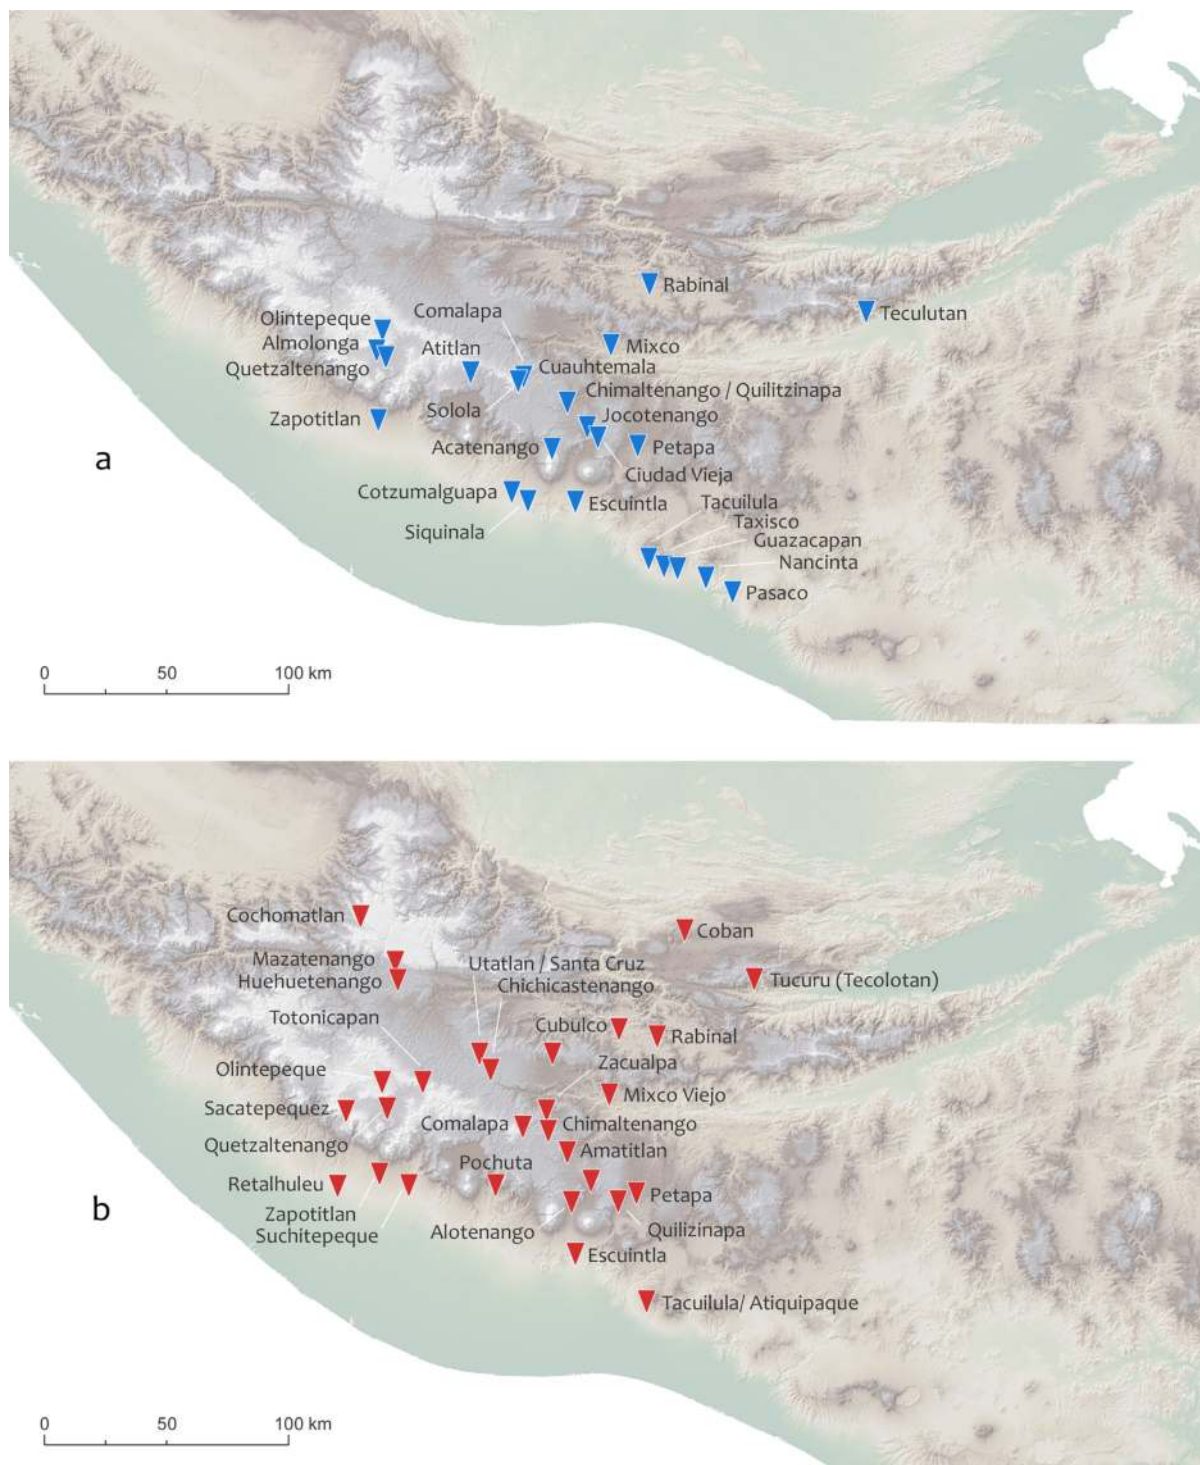 Rabinal
Comalapa
Teculutan
Olintepeque
Almolonga
Atitlan
Mixco
Quetzaltenango
Cuauhtemala
Chimaltenango / Quilitzinapa
Solola
Jocotenango
Zapotitlan
Acatenango
Petapa
a
Ciudad Vieja
Cotzumalguapa
Escuintla
Tacuilula
Siquinala
Taxisco
Guazacapan
Nancinta
Pasaco
0 50 100 km
Cochomatlan
Coban
Mazatenango
Utatlan / Santa Cruz
Huehuetenango
Chichicastenango
Tucuru (Tecolotan)
Totonicapan
Cubulco
Rabinal
Zacualpa
Olintepeque
Mixco Viejo
Sacatepequez
Comalapa
Chimaltenango
Quetzaltenango
Amatitlan
Pochuta
Retalhuleu
Petapa
b
Zapotitlan
Suchitepeque
Alotenango
Quilizinapa
Escuintla
Tacuilula/ Atiquipaque
0 50 100 km